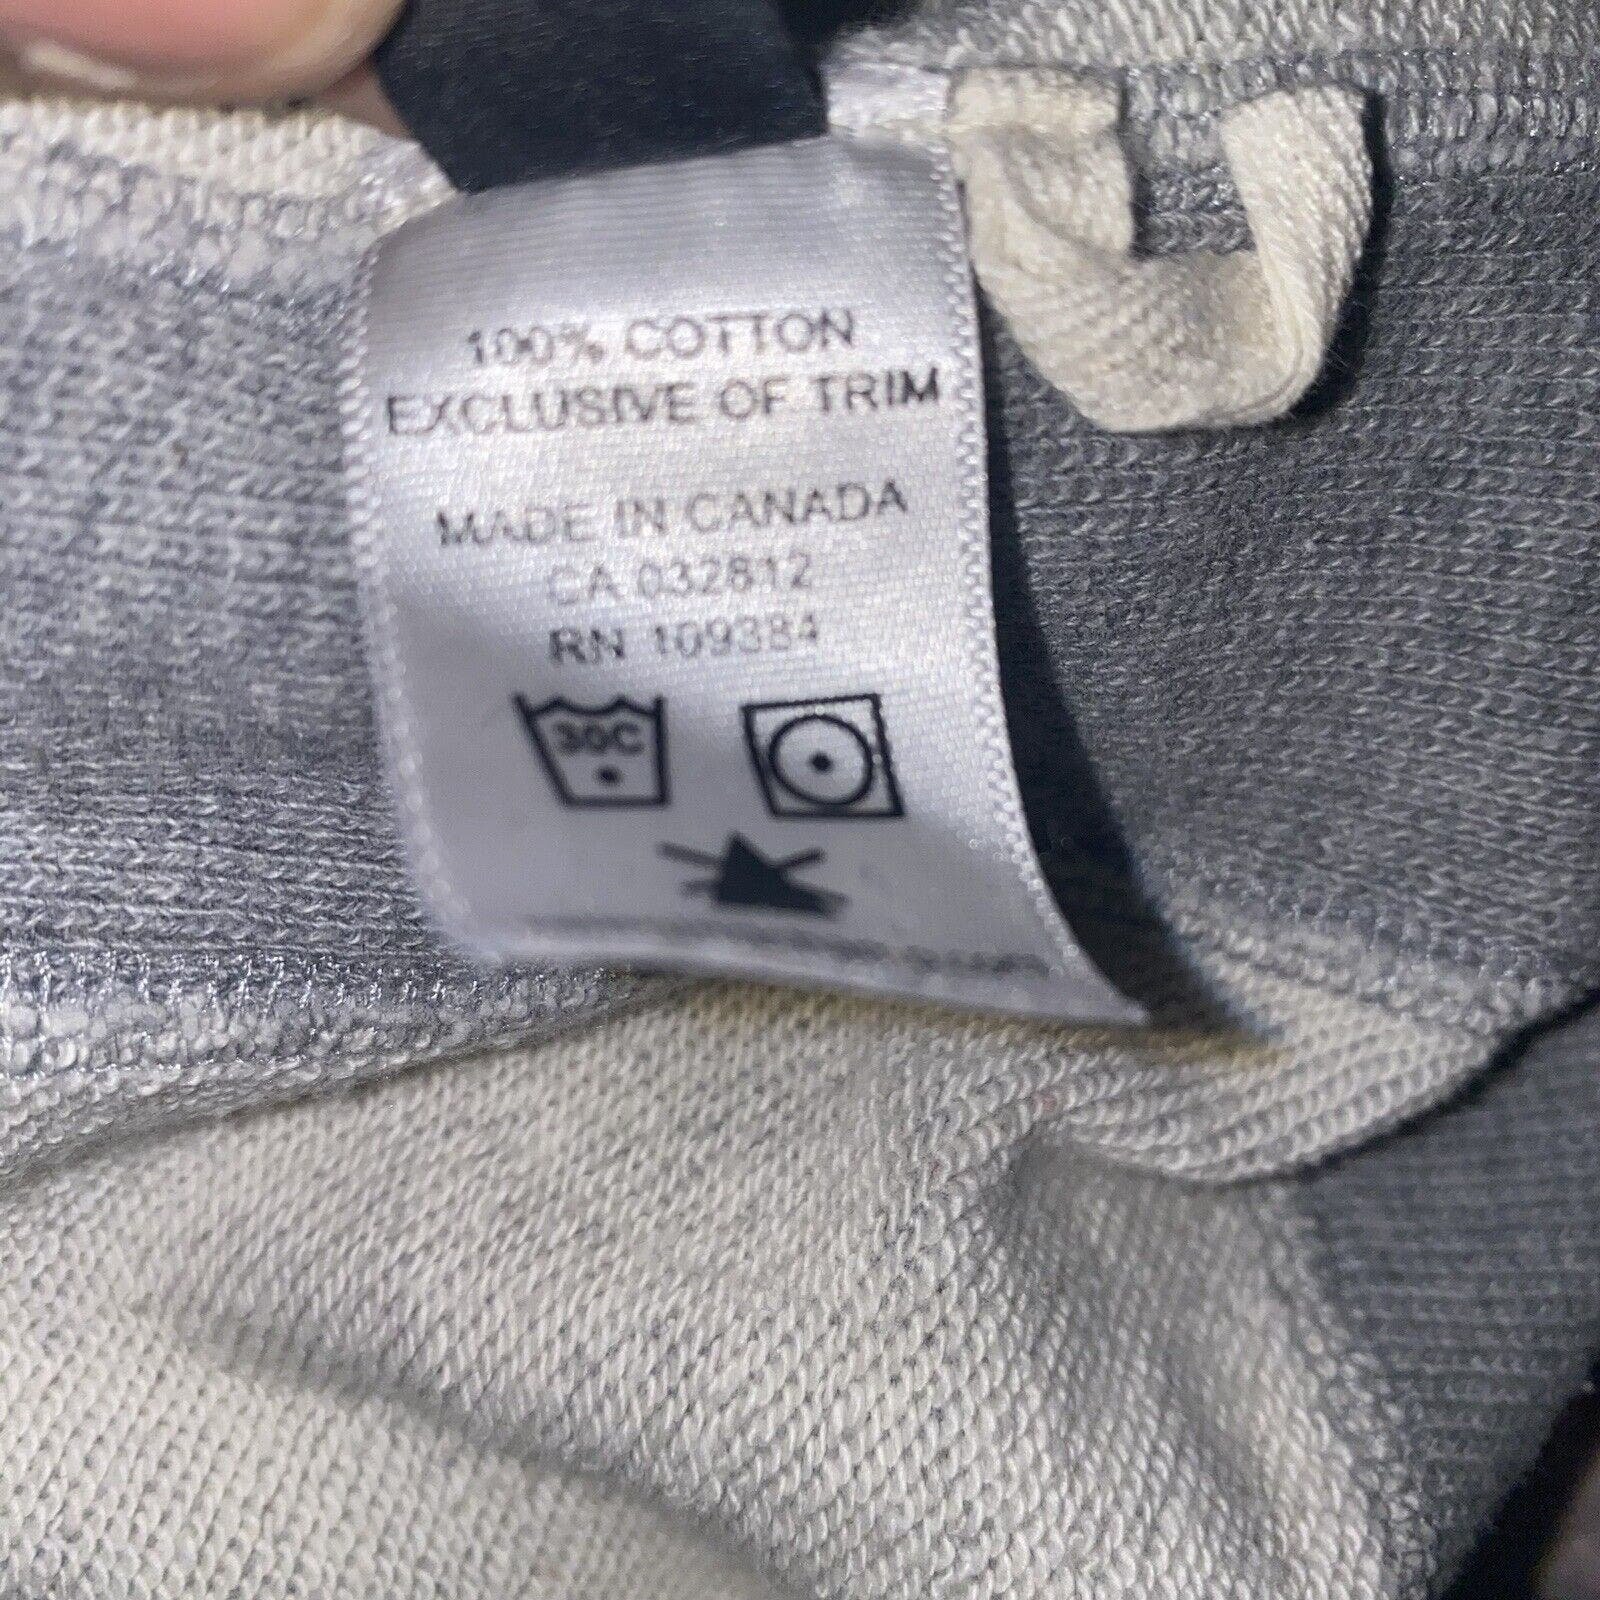 100% COTTON
EXCLUSIVE OF TRIM
MADE IN CANADA
CA 032812
RN 109384
30C